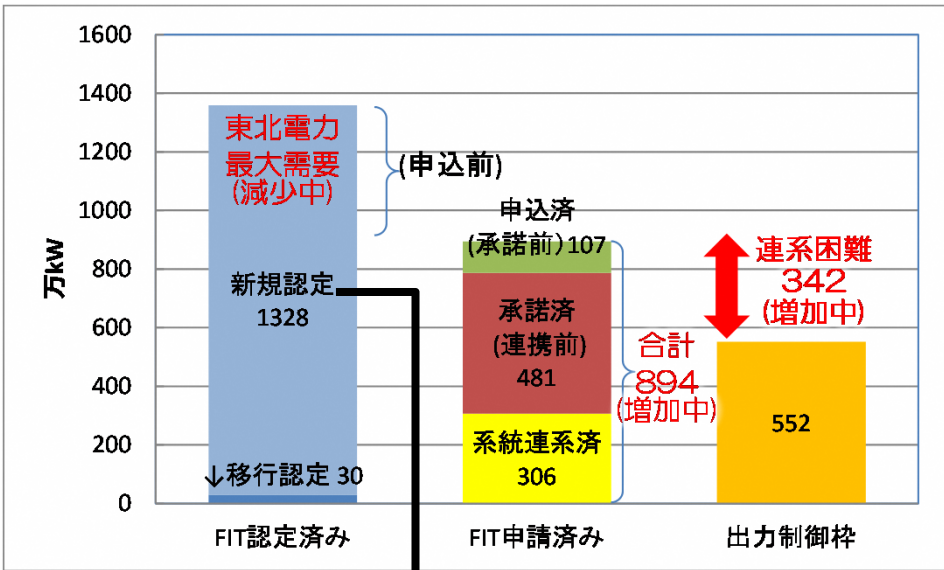 1600
1400
1200
1000
800
600
400
200
0
万kW
東北電力
最大需要
(減少中)
(申込前)
新規認定
1328
↓移行認定 30
申込済
(承諾前)107
承諾済
(連携前)
481
系統連系済
306
合計
894
(増加中)
連系困難
342
(増加中)
552
FIT認定済み
FIT申請済み
出力制御枠